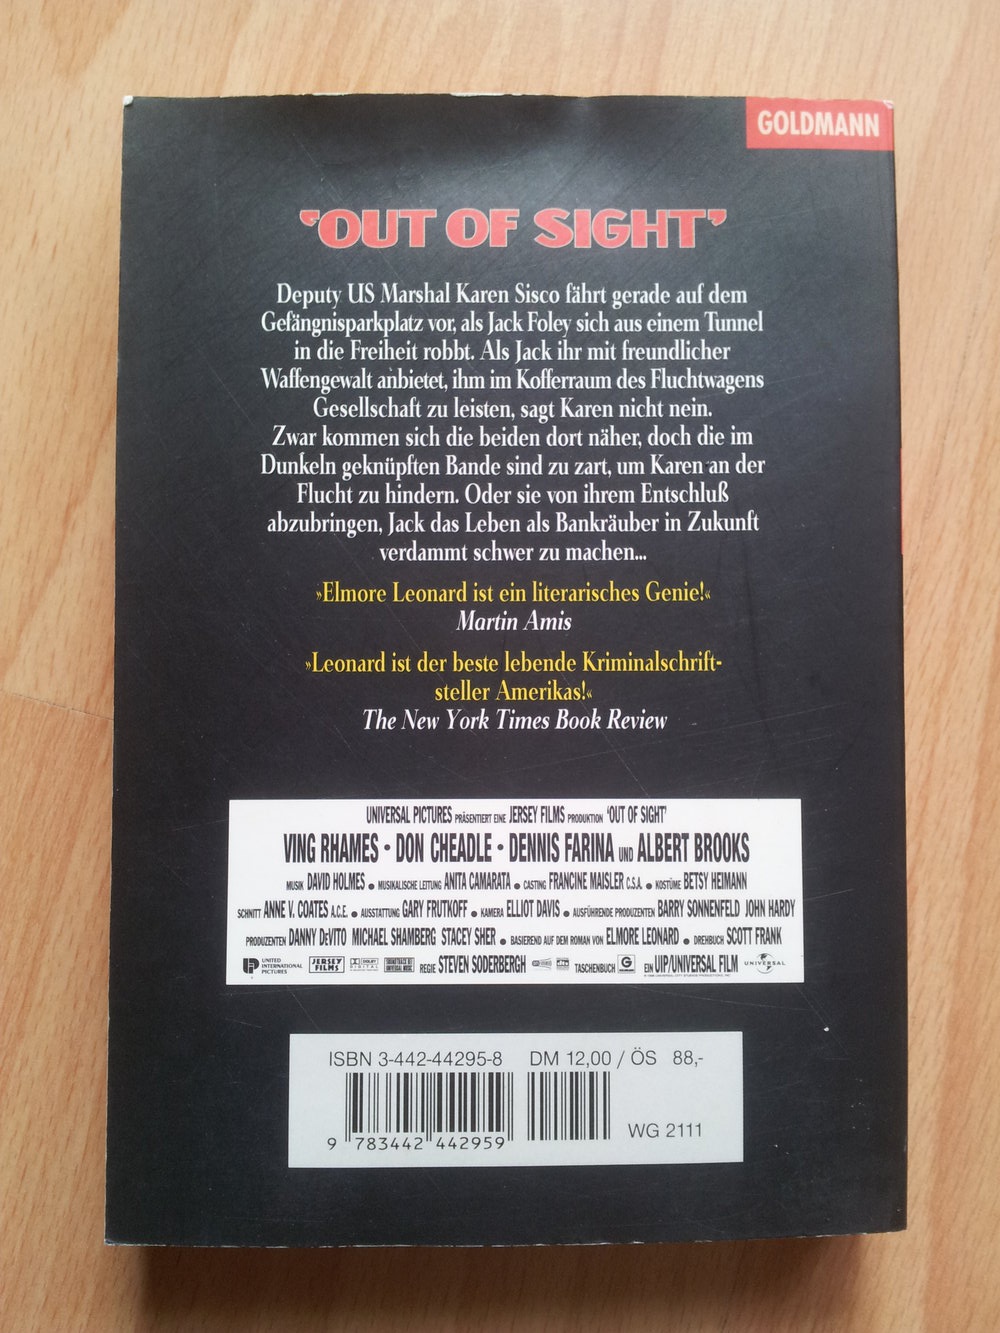 GOLDMANN
'OUT OF SIGHT'
Deputy US Marshal Karen Sisco fährt gerade auf dem
Gefängnisparkplatz vor, als Jack Foley sich aus einem Tunnel
in die Freiheit robbt. Als Jack ihr mit freundlicher
Waffengewalt anbietet, ihm im Kofferraum des Fluchtwagens
Gesellschaft zu leisten, sagt Karen nicht nein.
Zwar kommen sich die beiden dort näher, doch die im
Dunkeln geknüpften Bande sind zu zart, um Karen an der
Flucht zu hindern. Oder sie von ihrem Entschluß
abzubringen, Jack das Leben als Bankräuber in Zukunft
verdammt schwer zu machen...
»Elmore Leonard ist ein literarisches Genie!«
Martin Amis
»Leonard ist der beste lebende Kriminalschrift-
steller Amerikas!«
The New York Times Book Review
UNIVERSAL PICTURES PRÄSENTIERT EINE JERSEY FILMS PRODUKTION 'OUT OF SIGHT'
VING RHAMES • DON CHEADLE • DENNIS FARINA UND ALBERT BROOKS
MUSIK DAVID HOLMES • MUSIKALISCHE LEITUNG ANITA CAMARATA • CASTING FRANCINE MAISLER C.S.A. • KOSTÜME BETSY HEIMANN
SCHNITT ANNE V. COATES A.C.E. • AUSSTATTUNG GARY FRUTKOFF • KAMERA ELLIOT DAVIS • AUSFÜHRENDE PRODUZENTEN BARRY SONNENFELD JOHN HARDY
PRODUZENTEN DANNY DeVITO MICHAEL SHAMBERG STACEY SHER • BASIEREND AUF DEM ROMAN VON ELMORE LEONARD • DREHBUCH SCOTT FRANK
UNITED INTERNATIONAL PICTURES JERSEY FILMS DOLBY DIGITAL REGIE STEVEN SODERBERGH dts TASCHENBUCH G EIN UIP/UNIVERSAL FILM UNIVERSAL
ISBN 3-442-44295-8 DM 12,00 / ÖS 88,-
9 783442 442959
WG 2111